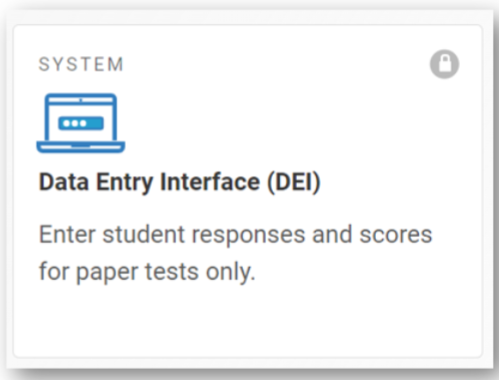 SYSTEM
Data Entry Interface (DEI)
Enter student responses and scores
for paper tests only.